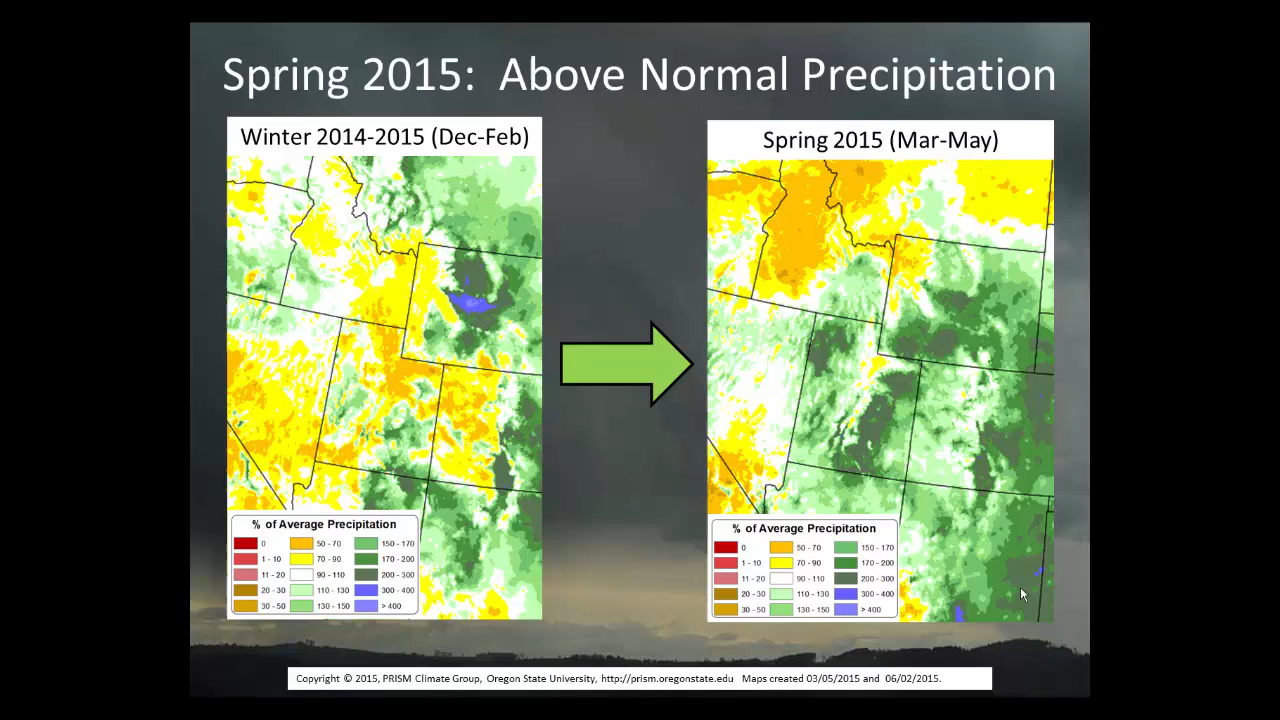 Spring 2015: Above Normal Precipitation
Winter 2014-2015 (Dec-Feb)
% of Average Precipitation
0 50 - 70 150 - 170
1 - 10 70 - 90 170 - 200
11 - 20 90 - 110 200 - 300
20 - 30 110 - 130 300 - 400
30 - 50 130 - 150 > 400
Spring 2015 (Mar-May)
% of Average Precipitation
0 50 - 70 150 - 170
1 - 10 70 - 90 170 - 200
11 - 20 90 - 110 200 - 300
20 - 30 110 - 130 300 - 400
30 - 50 130 - 150 > 400
Copyright © 2015, PRISM Climate Group, Oregon State University, http://prism.oregonstate.edu Maps created 03/05/2015 and 06/02/2015.